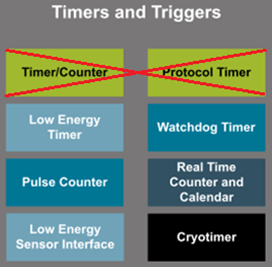 Timers and Triggers
Timer/Counter
Protocol Timer
Low Energy
Timer
Watchdog Timer
Pulse Counter
Real Time
Counter and
Calendar
Low Energy
Sensor Interface
Cryotimer